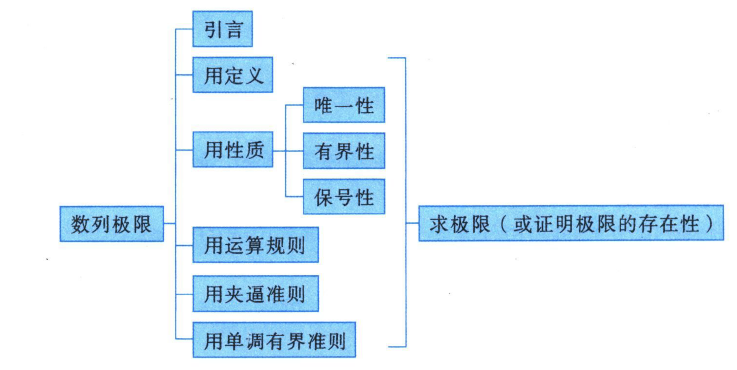 引言
用定义
唯一性
用性质
有界性
保号性
数列极限
求极限（或证明极限的存在性）
用运算规则
用夹逼准则
用单调有界准则